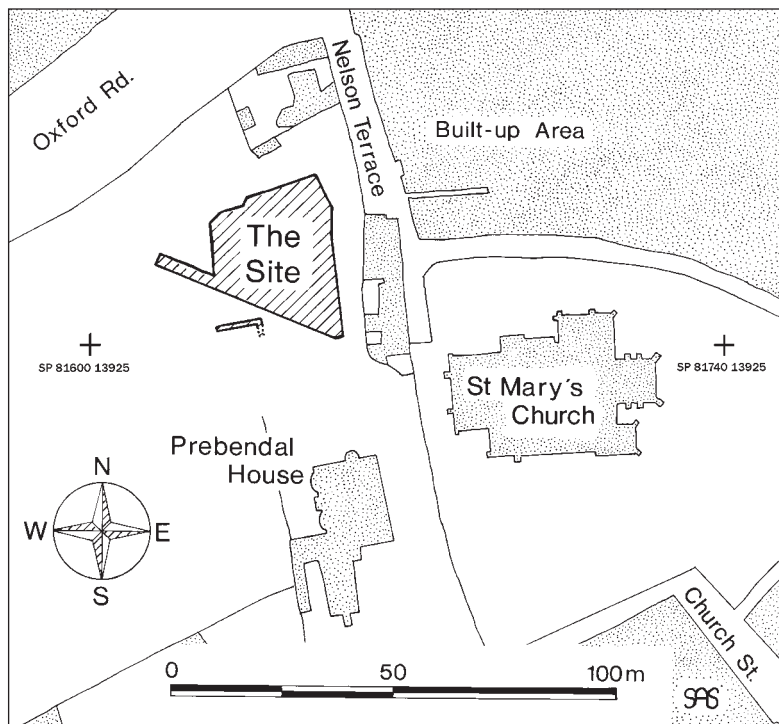 Oxford Rd.
Nelson Terrace
Built-up Area
The
Site
SP 81600 13925
SP 81740 13925
St Mary's
Church
Prebendal
House
N
W E
S
Church St.
0 50 100m
SAS